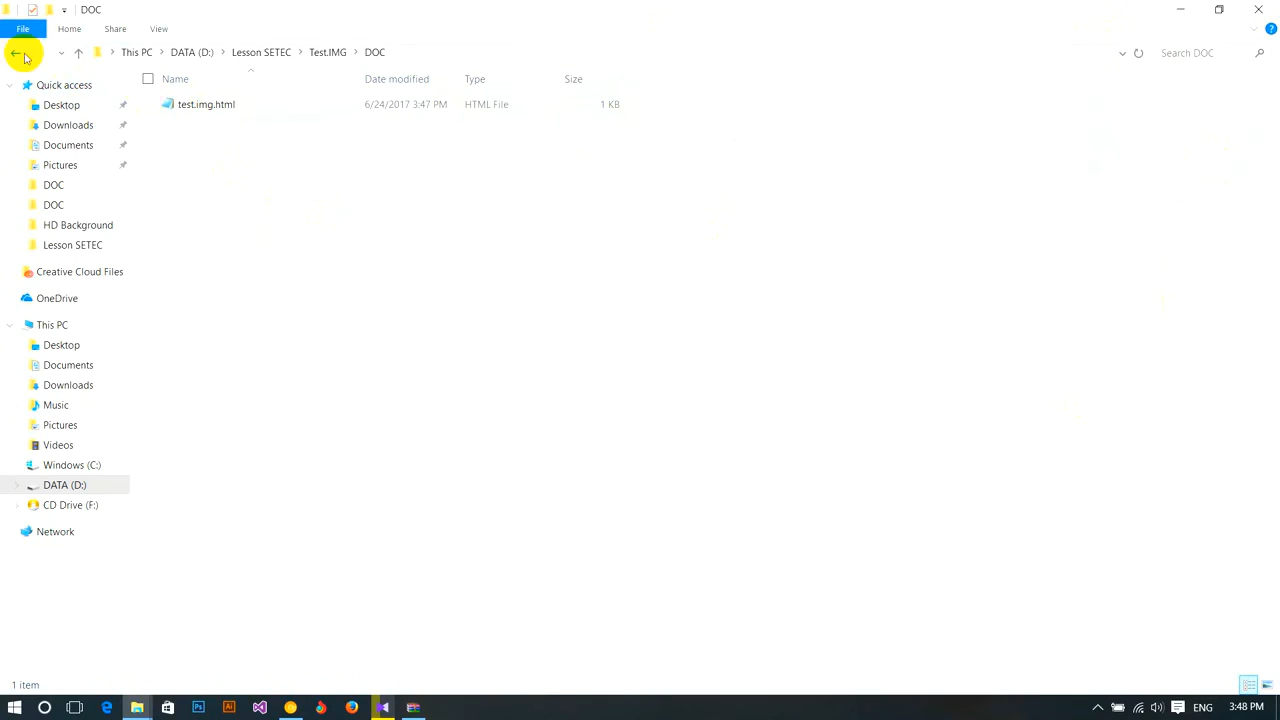 DOC
File Home Share View
This PC DATA (D:) Lesson SETEC Test.IMG DOC Search DOC
Name Date modified Type Size
test.img.html 6/24/2017 3:47 PM HTML File 1 KB
Quick access
Desktop
Downloads
Documents
Pictures
DOC
DOC
HD Background
Lesson SETEC
Creative Cloud Files
OneDrive
This PC
Desktop
Documents
Downloads
Music
Pictures
Videos
Windows (C:)
DATA (D:)
CD Drive (F:)
Network
1 item
Ps Ai ENG 3:48 PM